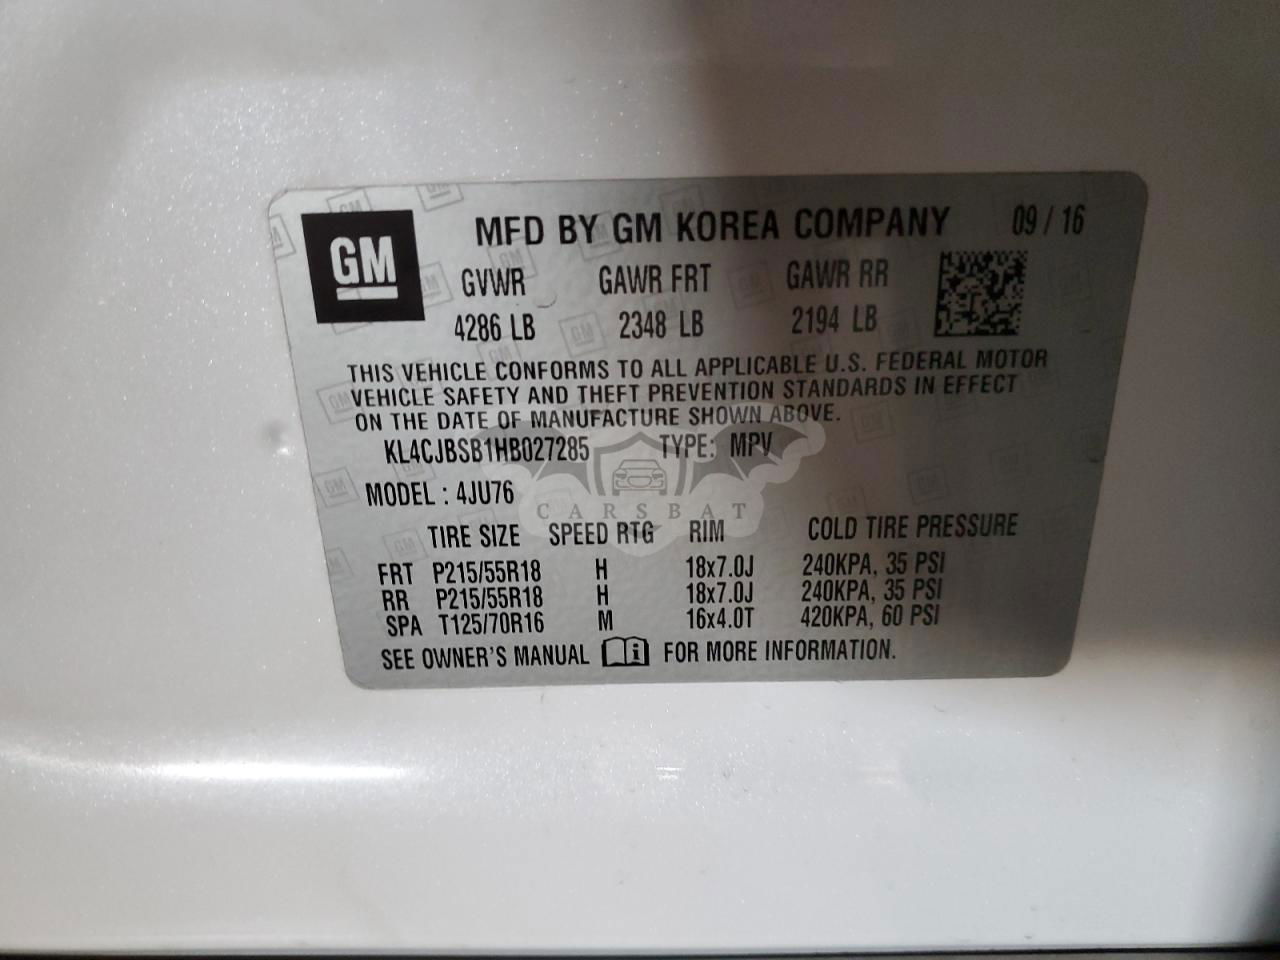 GM
MFD BY GM KOREA COMPANY 09 / 16
GVWR GAWR FRT GAWR RR
4286 LB 2348 LB 2194 LB
THIS VEHICLE CONFORMS TO ALL APPLICABLE U.S. FEDERAL MOTOR
VEHICLE SAFETY AND THEFT PREVENTION STANDARDS IN EFFECT
ON THE DATE OF MANUFACTURE SHOWN ABOVE.
KL4CJBSB1HB027285 TYPE: MPV
MODEL : 4JU76
CARSBAT
TIRE SIZE SPEED RTG RIM COLD TIRE PRESSURE
FRT P215/55R18 H 18x7.0J 240KPA, 35 PSI
RR P215/55R18 H 18x7.0J 240KPA, 35 PSI
SPA T125/70R16 M 16x4.0T 420KPA, 60 PSI
SEE OWNER'S MANUAL i FOR MORE INFORMATION.